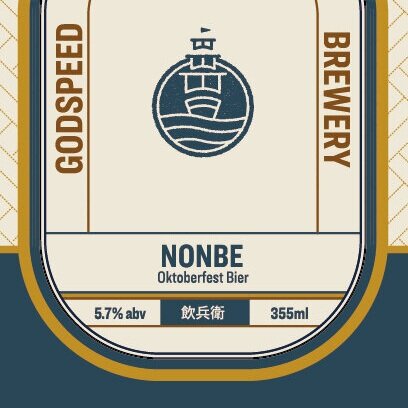 GODSPEED
BREWERY
NONBE
Oktoberfest Bier
5.7% abv
飲兵衛
355ml